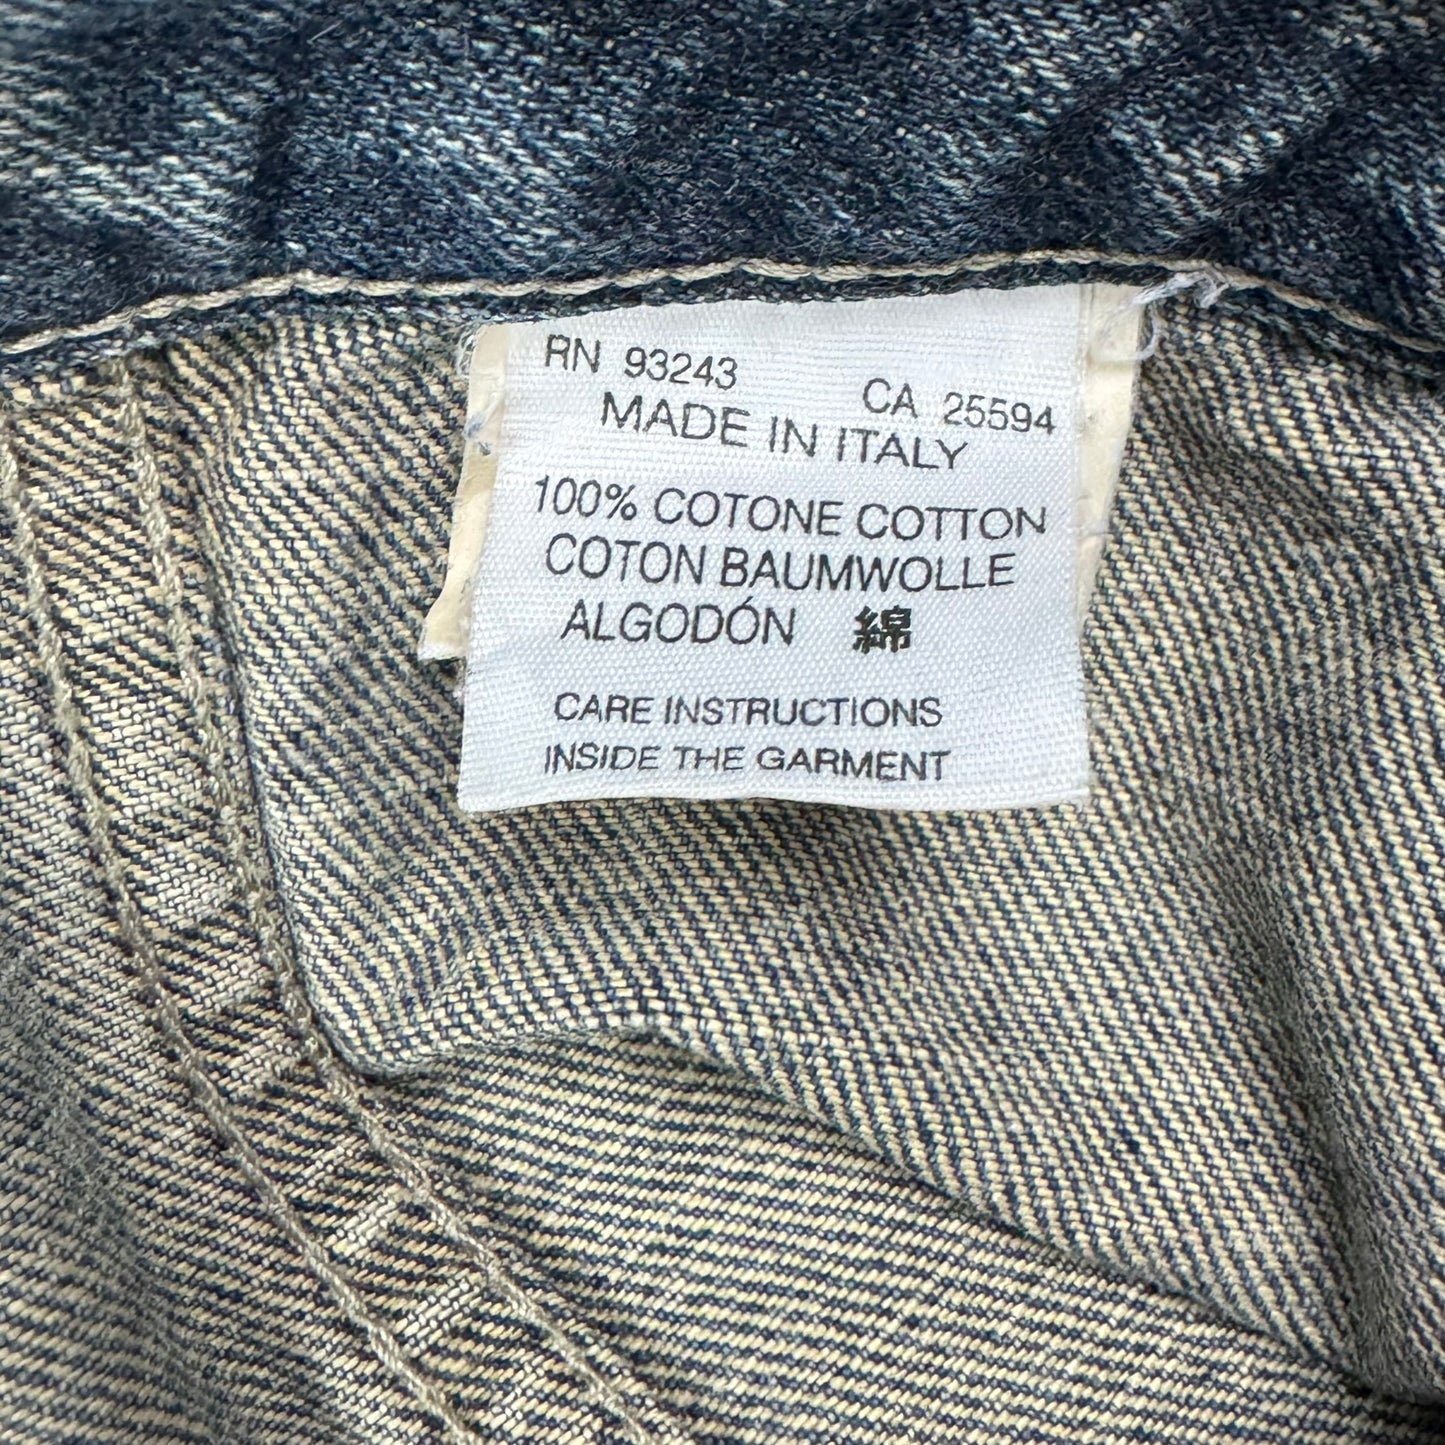 RN 93243
CA 25594
MADE IN ITALY
100% COTONE COTTON
COTON BAUMWOLLE
ALGODÓN 綿
CARE INSTRUCTIONS
INSIDE THE GARMENT